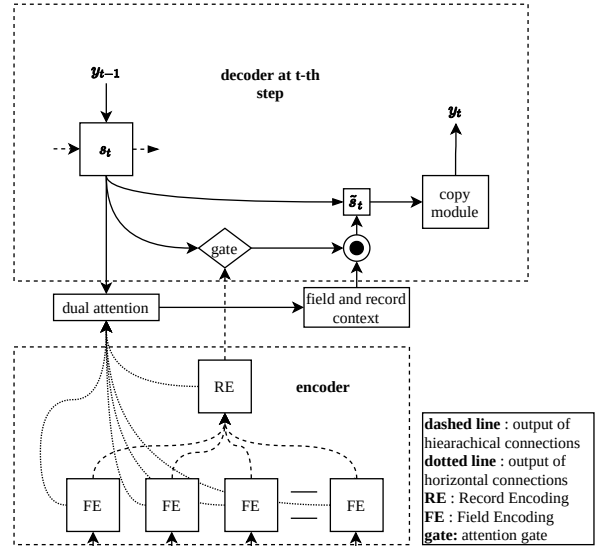 y_{t−1}
decoder at t-th
step
y_t
s_t
s̃_t
copy
module
gate
dual attention
field and record
context
RE
encoder
FE
FE
FE
FE
dashed line : output of
hiearachical connections
dotted line : output of
horizontal connections
RE : Record Encoding
FE : Field Encoding
gate: attention gate